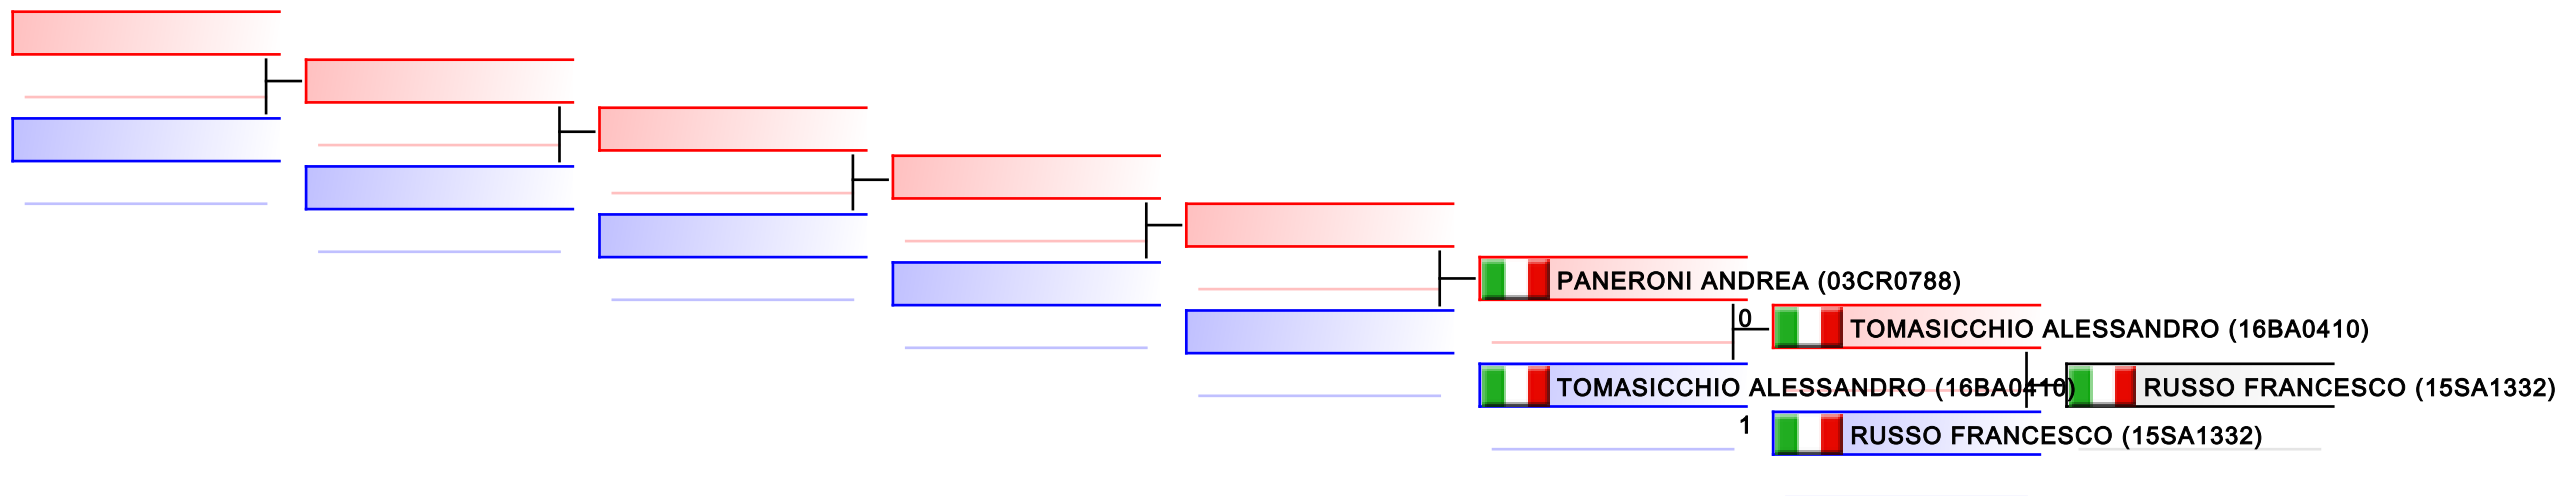 PANERONI ANDREA (03CR0788)
0
TOMASICCHIO ALESSANDRO (16BA0410)
TOMASICCHIO ALESSANDRO (16BA0410)
RUSSO FRANCESCO (15SA1332)
1
RUSSO FRANCESCO (15SA1332)